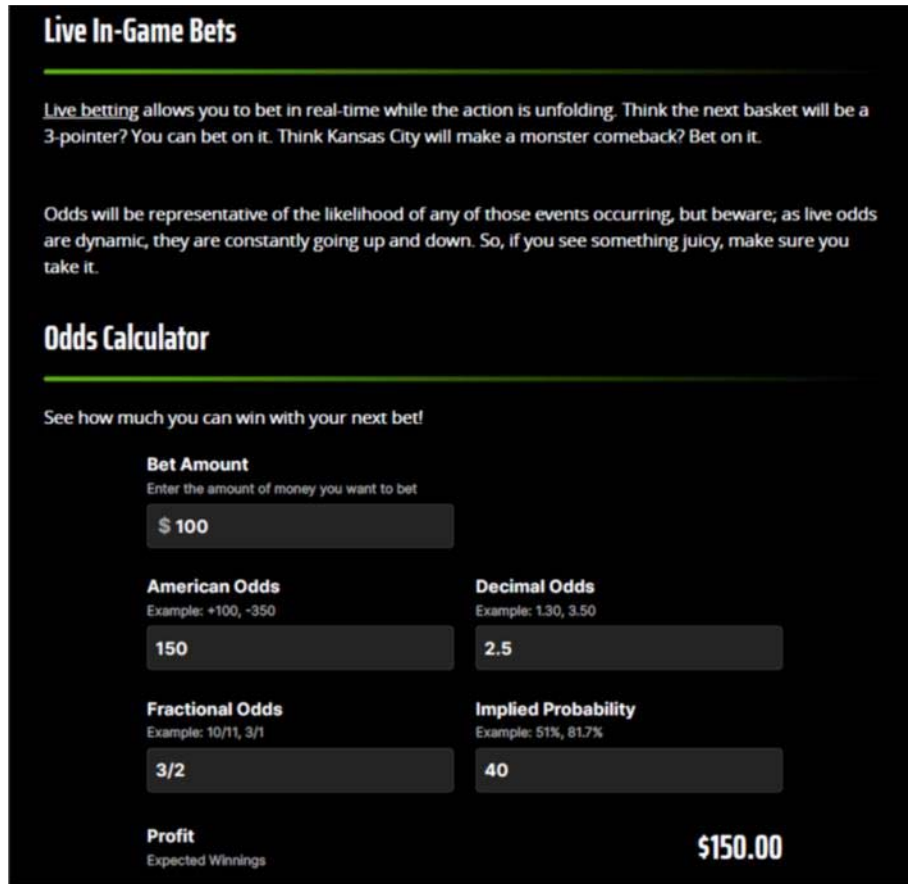 Live In-Game Bets
Live betting allows you to bet in real-time while the action is unfolding. Think the next basket will be a
3-pointer? You can bet on it. Think Kansas City will make a monster comeback? Bet on it.
Odds will be representative of the likelihood of any of those events occurring, but beware; as live odds
are dynamic, they are constantly going up and down. So, if you see something juicy, make sure you
take it.
Odds Calculator
See how much you can win with your next bet!
Bet Amount
Enter the amount of money you want to bet
$ 100
American Odds Decimal Odds
Example: +100, -350 Example: 1.30, 3.50
150 2.5
Fractional Odds Implied Probability
Example: 10/11, 3/1 Example: 51%, 81.7%
3/2 40
Profit
Expected Winnings
$150.00